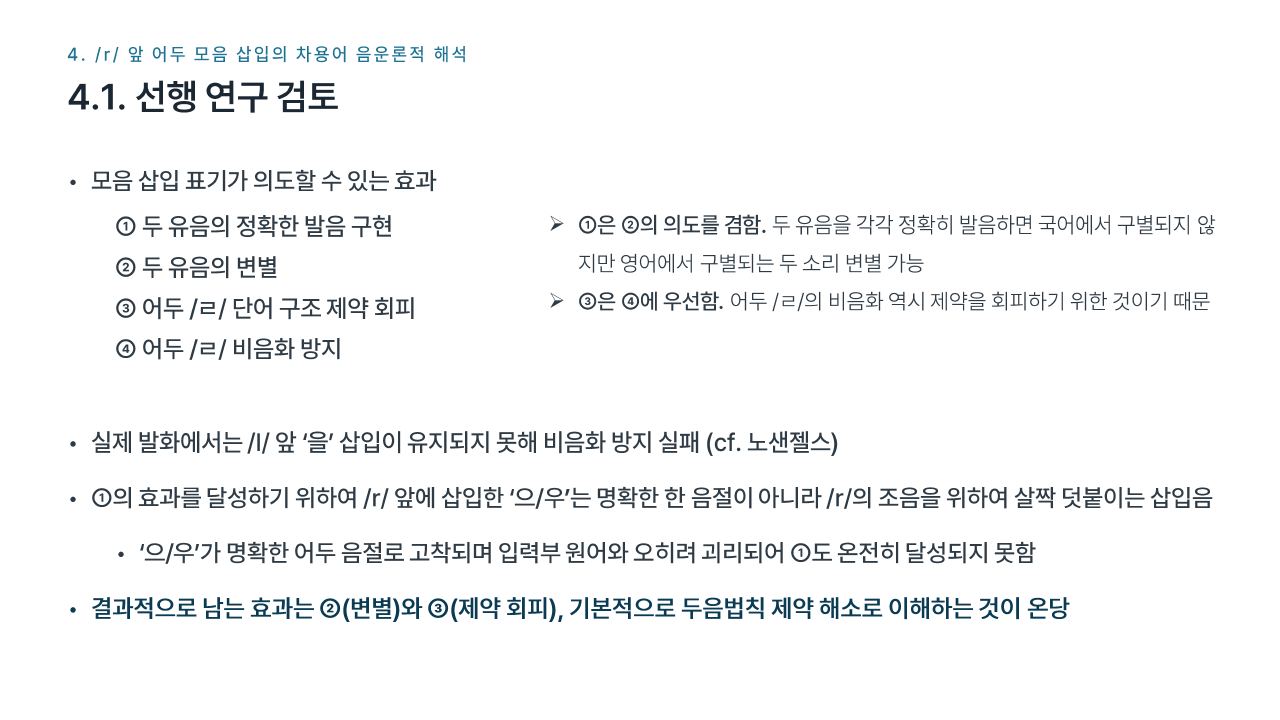 4. /r/ 앞 어두 모음 삽입의 차용어 음운론적 해석
4.1. 선행 연구 검토
• 모음 삽입 표기가 의도할 수 있는 효과
① 두 유음의 정확한 발음 구현
② 두 유음의 변별
③ 어두 /ㄹ/ 단어 구조 제약 회피
④ 어두 /ㄹ/ 비음화 방지
➢ ①은 ②의 의도를 겸함. 두 유음을 각각 정확히 발음하면 국어에서 구별되지 않
지만 영어에서 구별되는 두 소리 변별 가능
➢ ③은 ④에 우선함. 어두 /ㄹ/의 비음화 역시 제약을 회피하기 위한 것이기 때문
• 실제 발화에서는 /l/ 앞 ‘을’ 삽입이 유지되지 못해 비음화 방지 실패 (cf. 노샌젤스)
• ①의 효과를 달성하기 위하여 /r/ 앞에 삽입한 ‘으/우’는 명확한 한 음절이 아니라 /r/의 조음을 위하여 살짝 덧붙이는 삽입음
• ‘으/우’가 명확한 어두 음절로 고착되며 입력부 원어와 오히려 괴리되어 ①도 온전히 달성되지 못함
• 결과적으로 남는 효과는 ②(변별)와 ③(제약 회피), 기본적으로 두음법칙 제약 해소로 이해하는 것이 온당